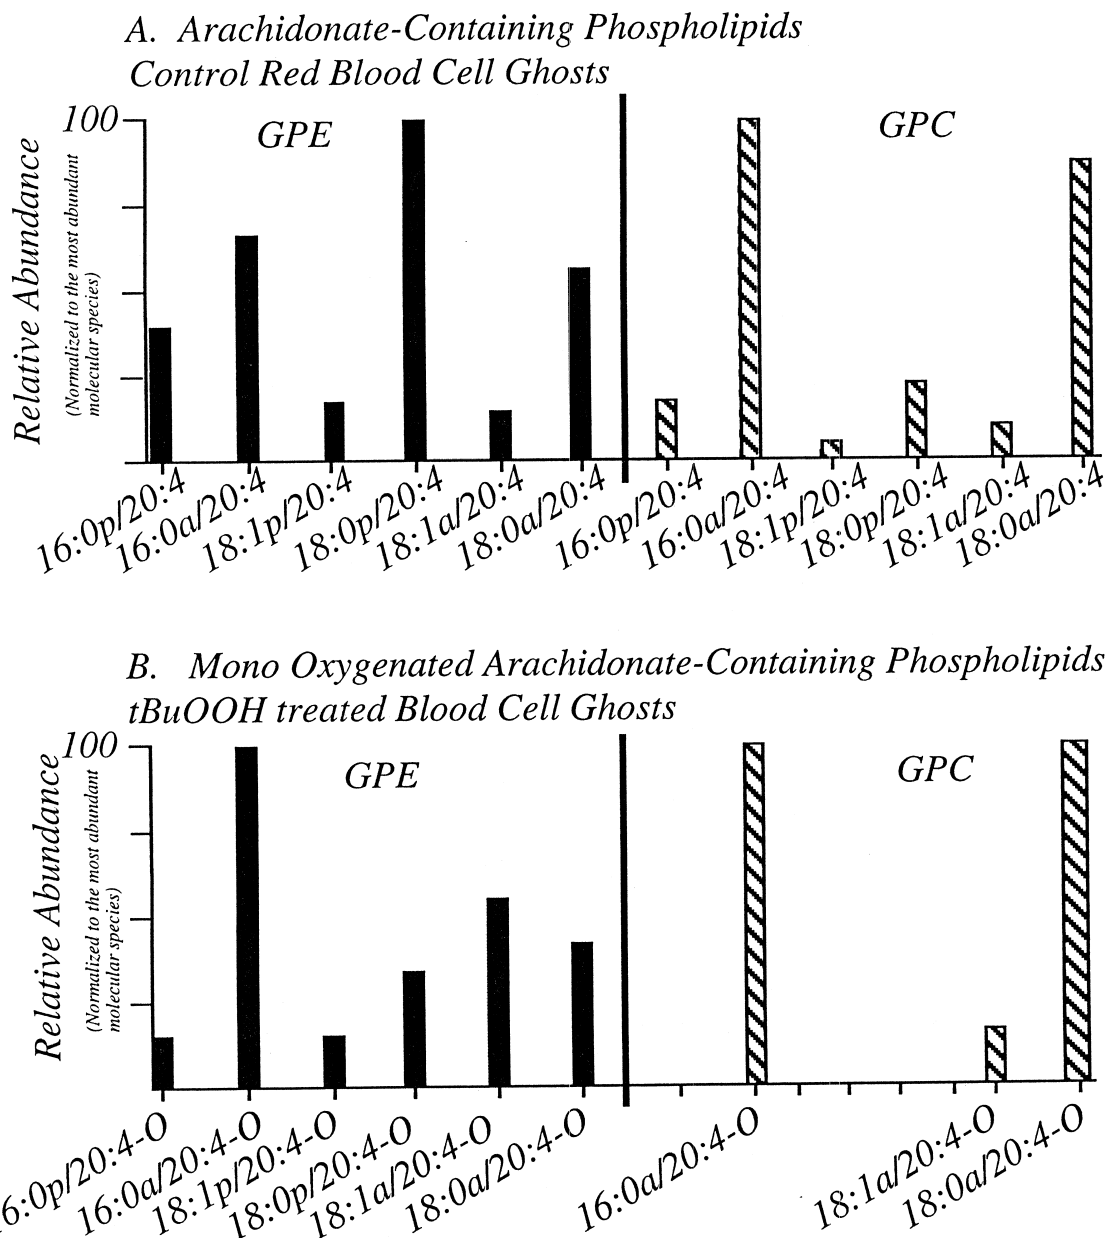 A. Arachidonate-Containing Phospholipids
Control Red Blood Cell Ghosts
100
GPE
GPC
Relative Abundance
(Normalized to the most abundant
molecular species)
16:0p/20:4
16:0a/20:4
18:1p/20:4
18:0p/20:4
18:1a/20:4
18:0a/20:4
16:0p/20:4
16:0a/20:4
18:1p/20:4
18:0p/20:4
18:1a/20:4
18:0a/20:4
B. Mono Oxygenated Arachidonate-Containing Phospholipids
tBuOOH treated Blood Cell Ghosts
100
GPE
GPC
Relative Abundance
(Normalized to the most abundant
molecular species)
6:0p/20:4-O
16:0a/20:4-O
18:1p/20:4-O
18:0p/20:4-O
18:1a/20:4-O
18:0a/20:4-O
16:0a/20:4-O
18:1a/20:4-O
18:0a/20:4-O